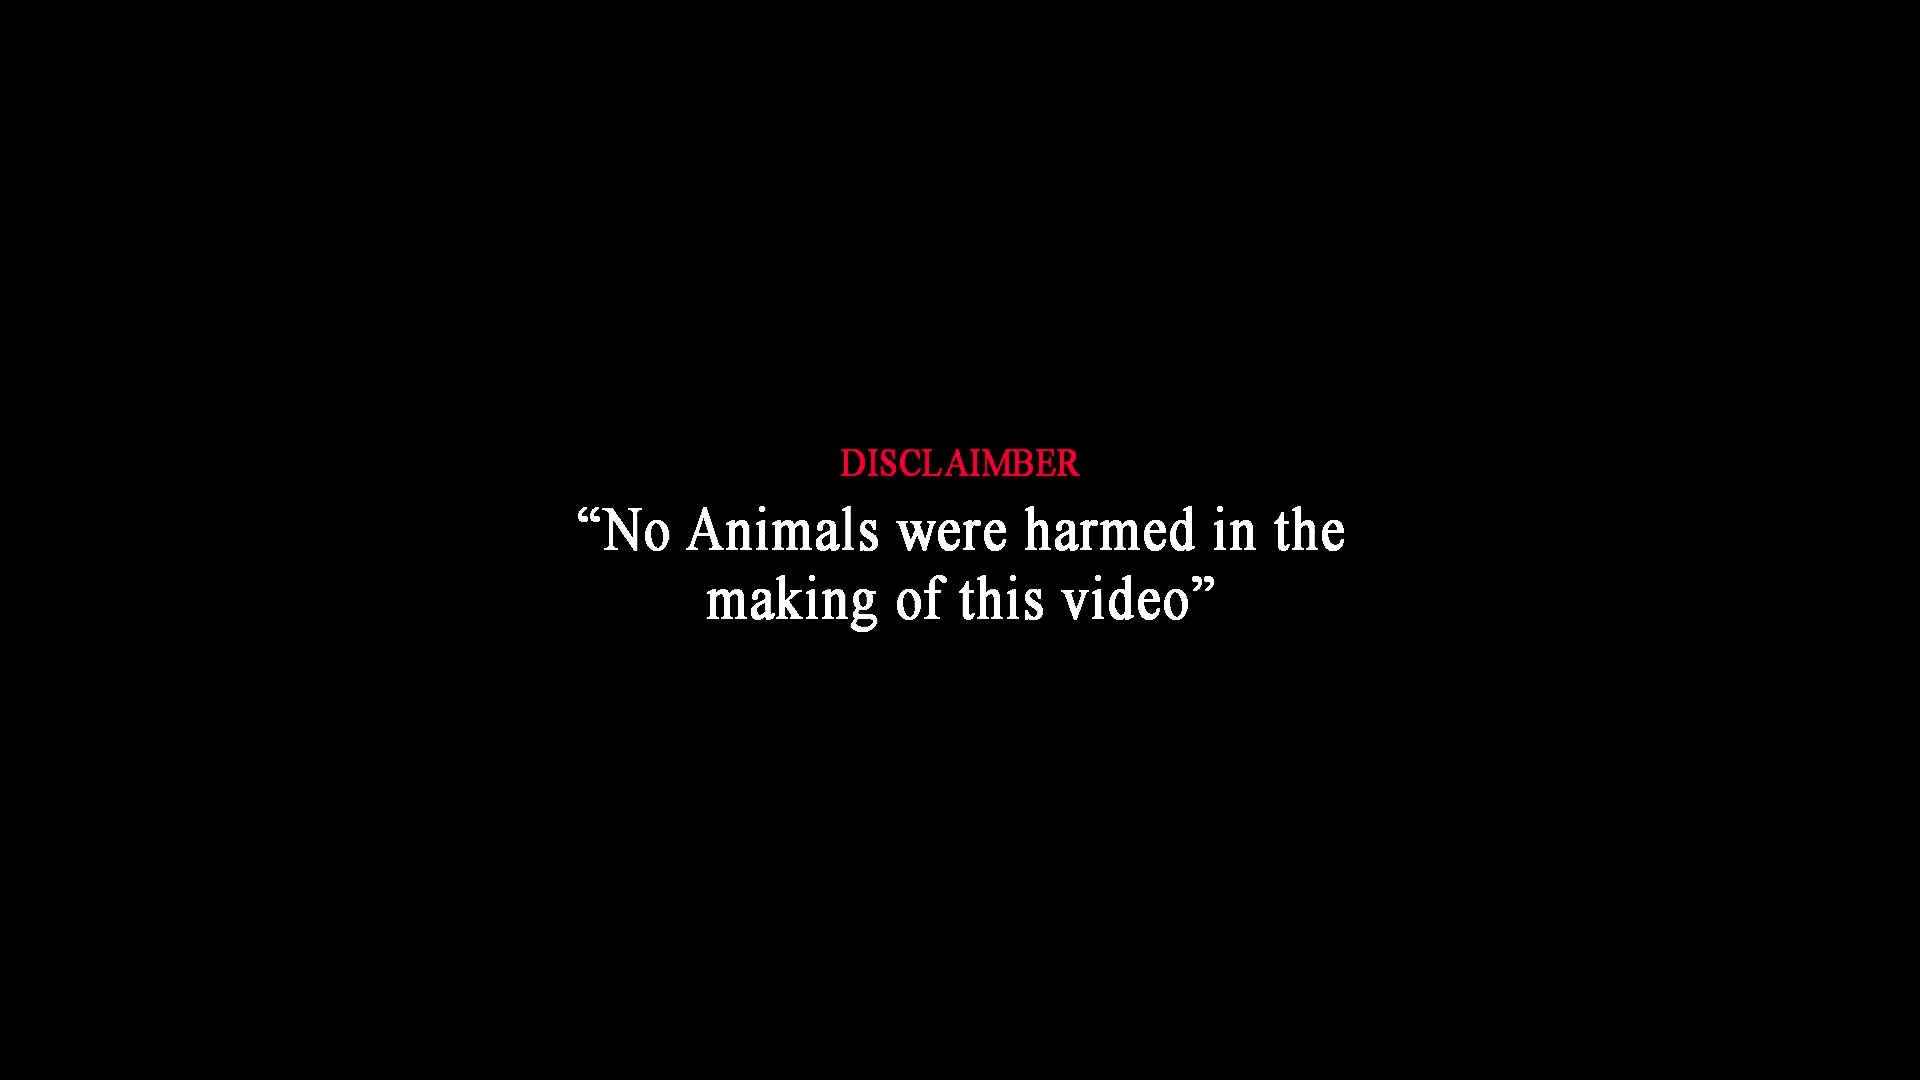 DISCLAIMBER
“No Animals were harmed in the
making of this video”